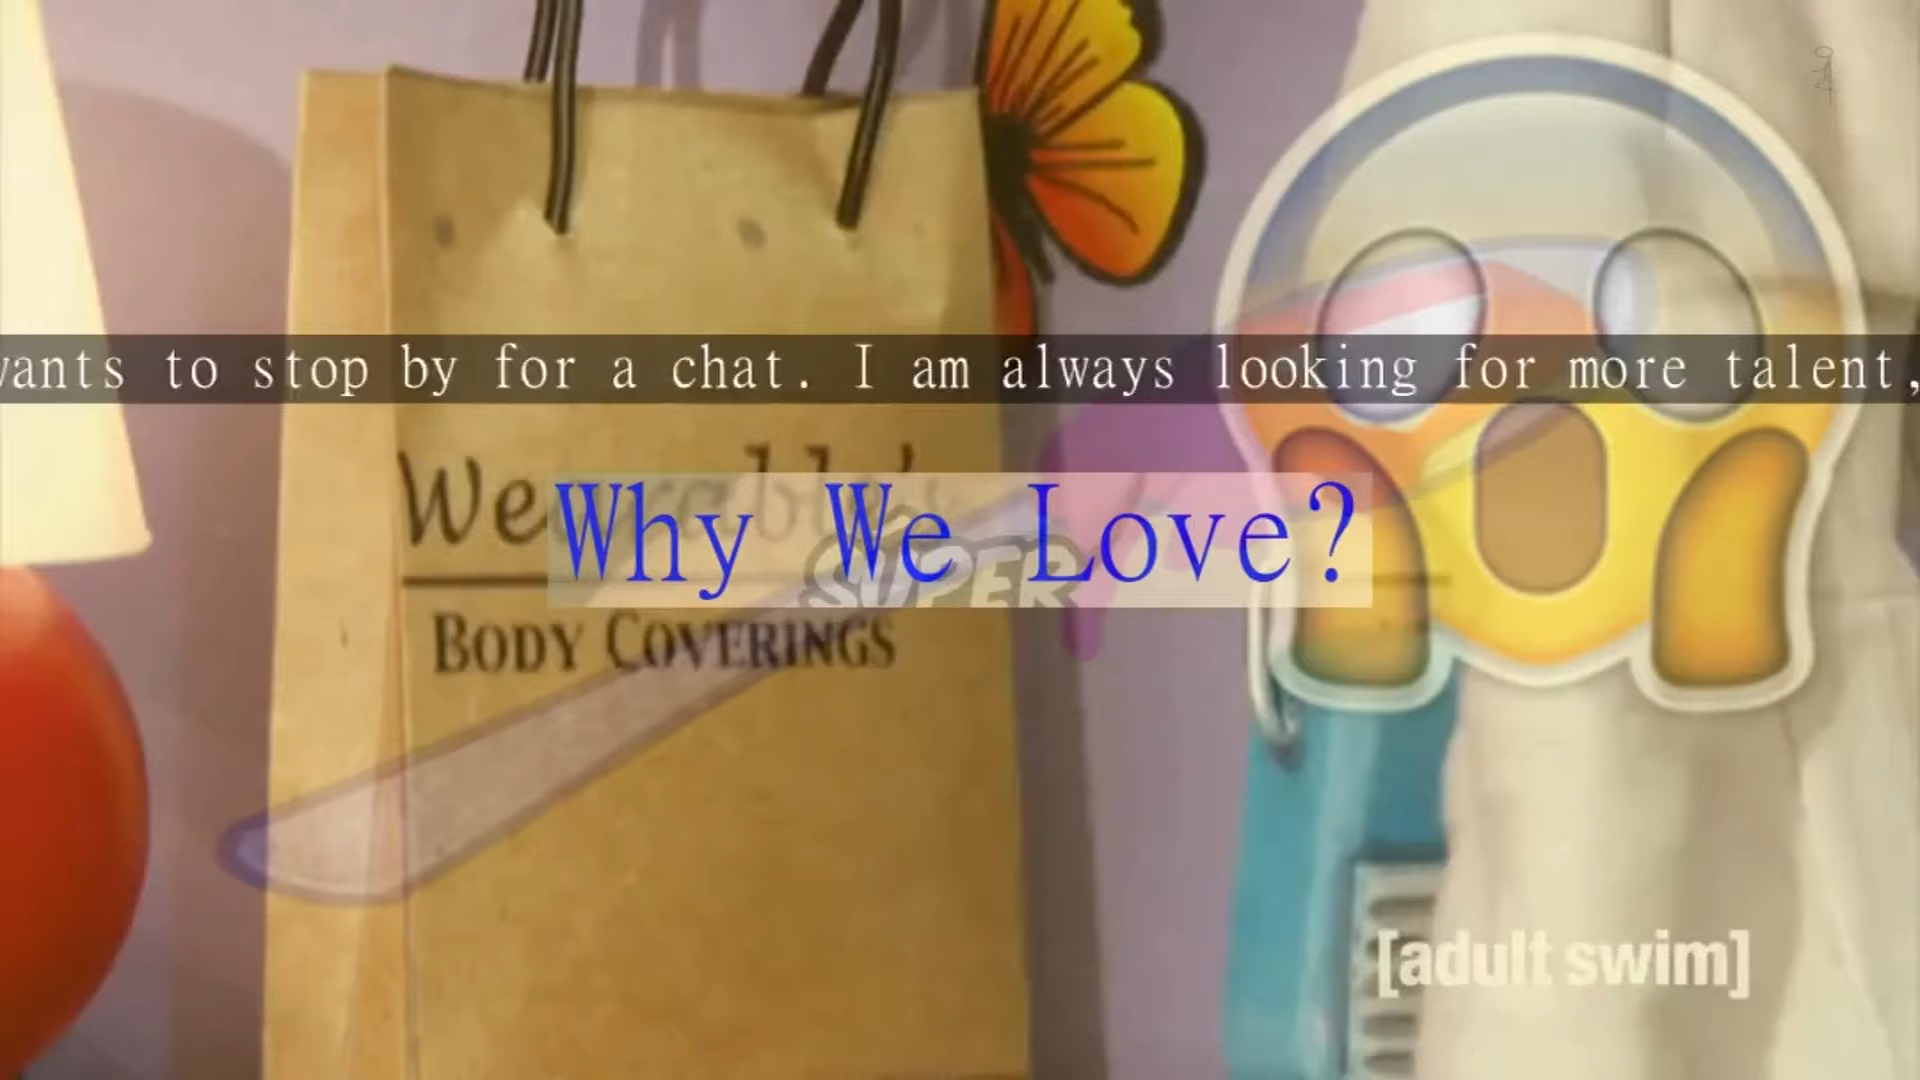 wants to stop by for a chat. I am always looking for more talent,
Why We Love?
SUPER
BODY COVERINGS
[adult swim]